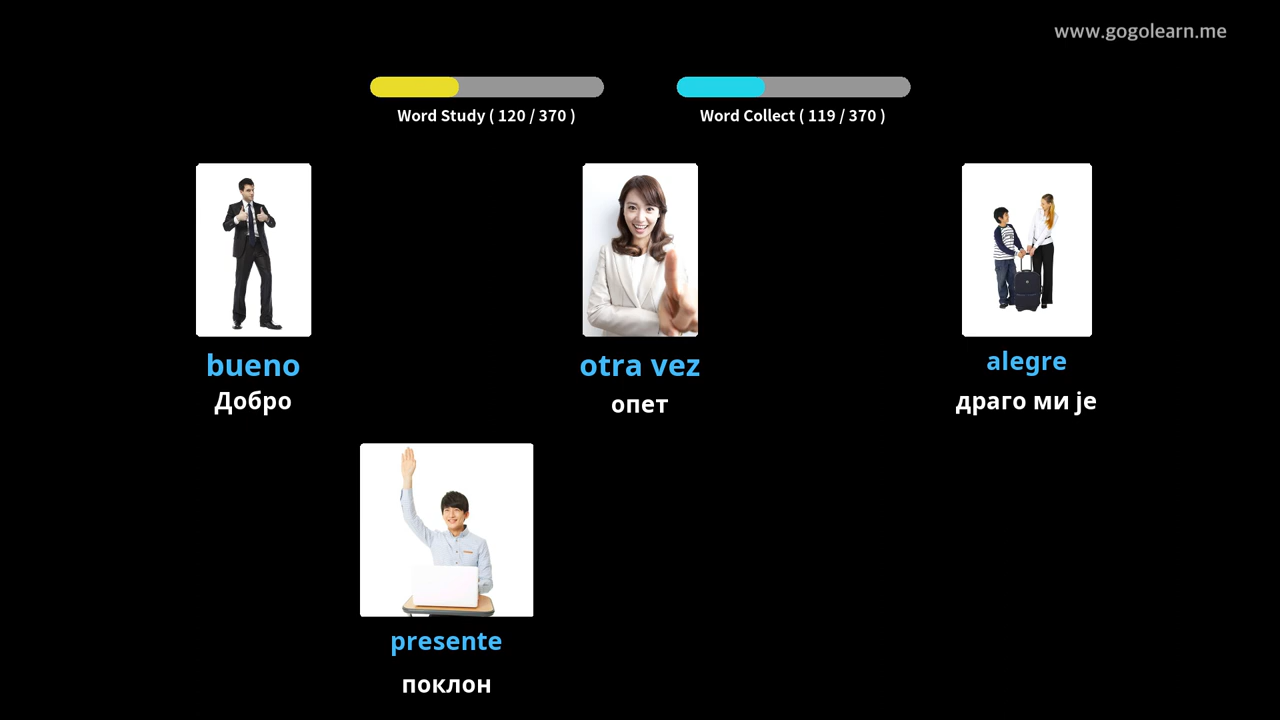 www.gogolearn.me
Word Study ( 120 / 370 )
Word Collect ( 119 / 370 )
bueno
otra vez
alegre
Добро
опет
драго ми је
presente
поклон